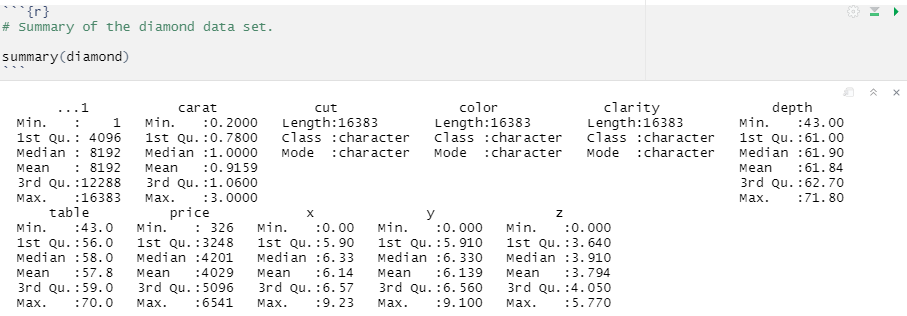 ```{r}
# Summary of the diamond data set.
summary(diamond)
```
...1 carat cut color clarity depth
Min. : 1 Min. :0.2000 Length:16383 Length:16383 Length:16383 Min. :43.00
1st Qu.: 4096 1st Qu.:0.7800 Class :character Class :character Class :character 1st Qu.:61.00
Median : 8192 Median :1.0000 Mode :character Mode :character Mode :character Median :61.90
Mean : 8192 Mean :0.9159 Mean :61.84
3rd Qu.:12288 3rd Qu.:1.0600 3rd Qu.:62.70
Max. :16383 Max. :3.0000 Max. :71.80
table price x y z
Min. :43.0 Min. : 326 Min. :0.00 Min. :0.000 Min. :0.000
1st Qu.:56.0 1st Qu.:3248 1st Qu.:5.90 1st Qu.:5.910 1st Qu.:3.640
Median :58.0 Median :4201 Median :6.33 Median :6.330 Median :3.910
Mean :57.8 Mean :4029 Mean :6.14 Mean :6.139 Mean :3.794
3rd Qu.:59.0 3rd Qu.:5096 3rd Qu.:6.57 3rd Qu.:6.560 3rd Qu.:4.050
Max. :70.0 Max. :6541 Max. :9.23 Max. :9.100 Max. :5.770